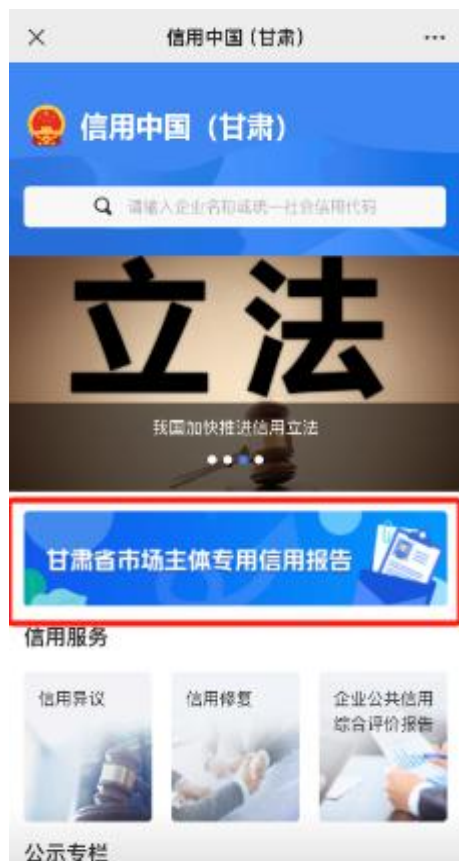 信用中国 (甘肃)
信用中国（甘肃）
请输入企业名称或统一社会信用代码
立法
我国加快推进信用立法
甘肃省市场主体专用信用报告
信用服务
信用异议
信用修复
企业公共信用
综合评价报告
公示专栏